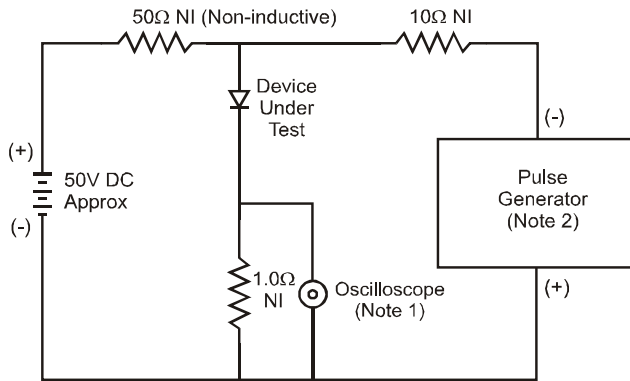 50Ω NI (Non-inductive)
10Ω NI
Device
Under
Test
(+)
50V DC
Approx
(-)
(-)
Pulse
Generator
(Note 2)
(+)
1.0Ω
NI
Oscilloscope
(Note 1)